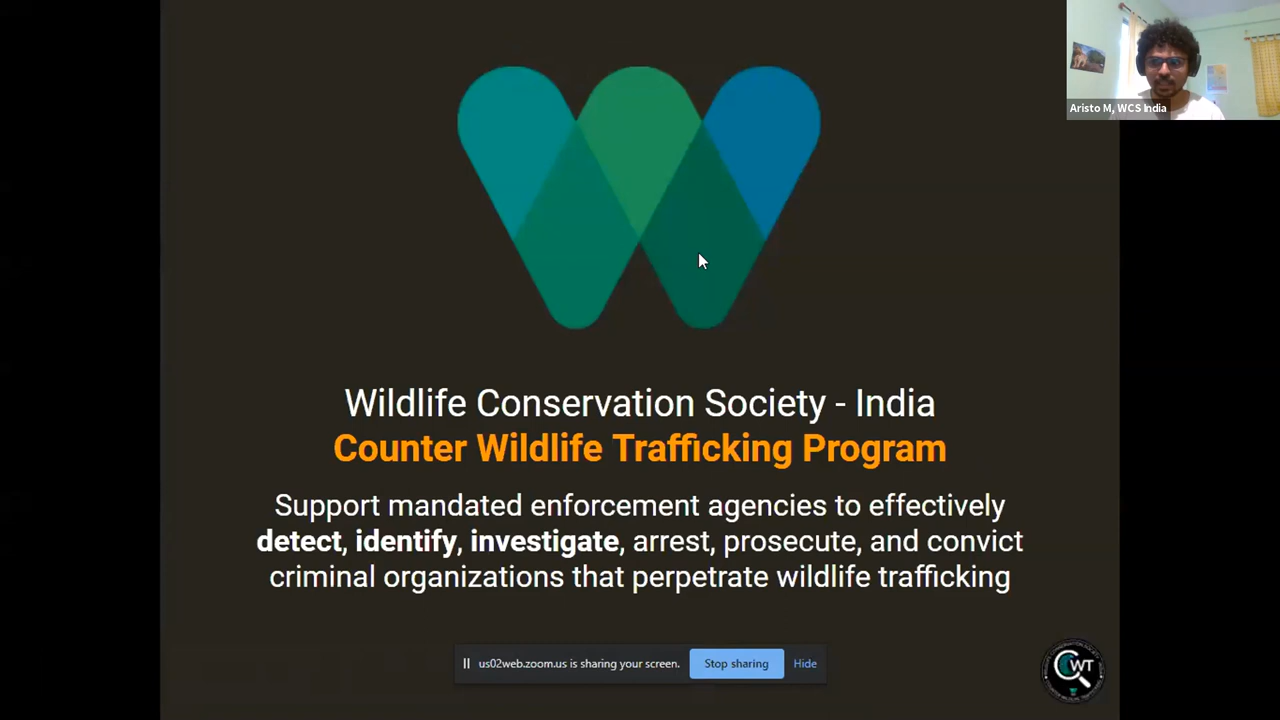 Aristo M, WCS India
Wildlife Conservation Society - India
Counter Wildlife Trafficking Program
Support mandated enforcement agencies to effectively
detect, identify, investigate, arrest, prosecute, and convict
criminal organizations that perpetrate wildlife trafficking
us02web.zoom.us is sharing your screen. Stop sharing Hide
CWT